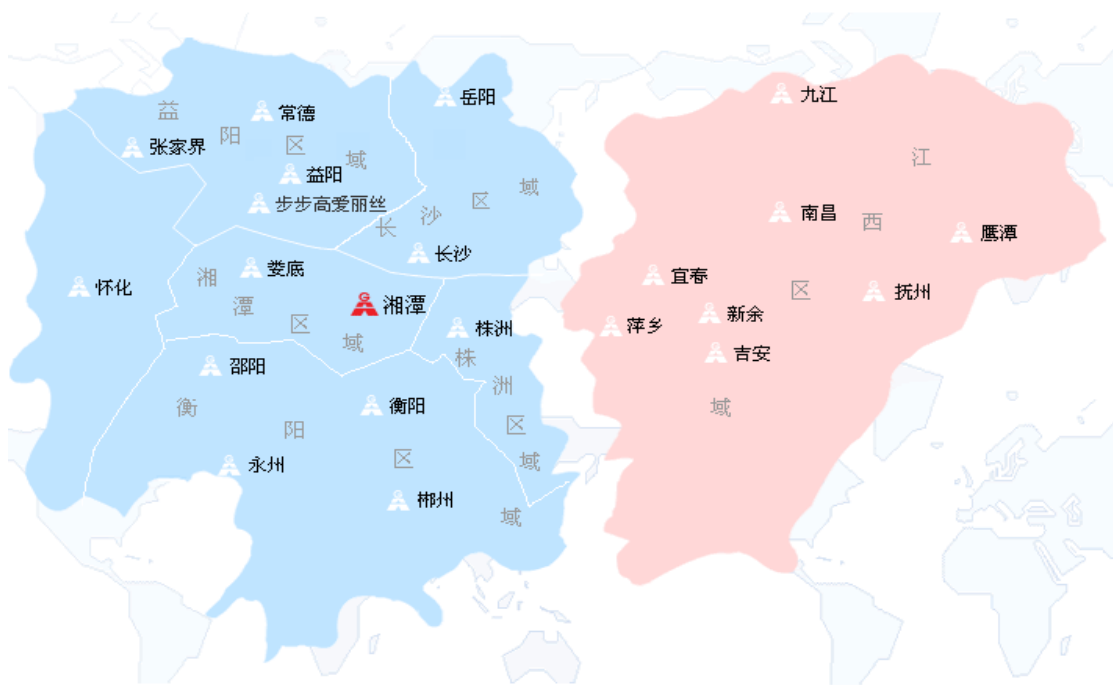 岳阳
常德
益阳区域
张家界
益阳
步步高爱丽丝
长沙区域
长沙
怀化
娄底
湘潭区域
湘潭
株洲
株洲区域
邵阳
衡阳
衡阳区域
永州
郴州
九江
江西区域
南昌
鹰潭
宜春
抚州
新余
萍乡
吉安